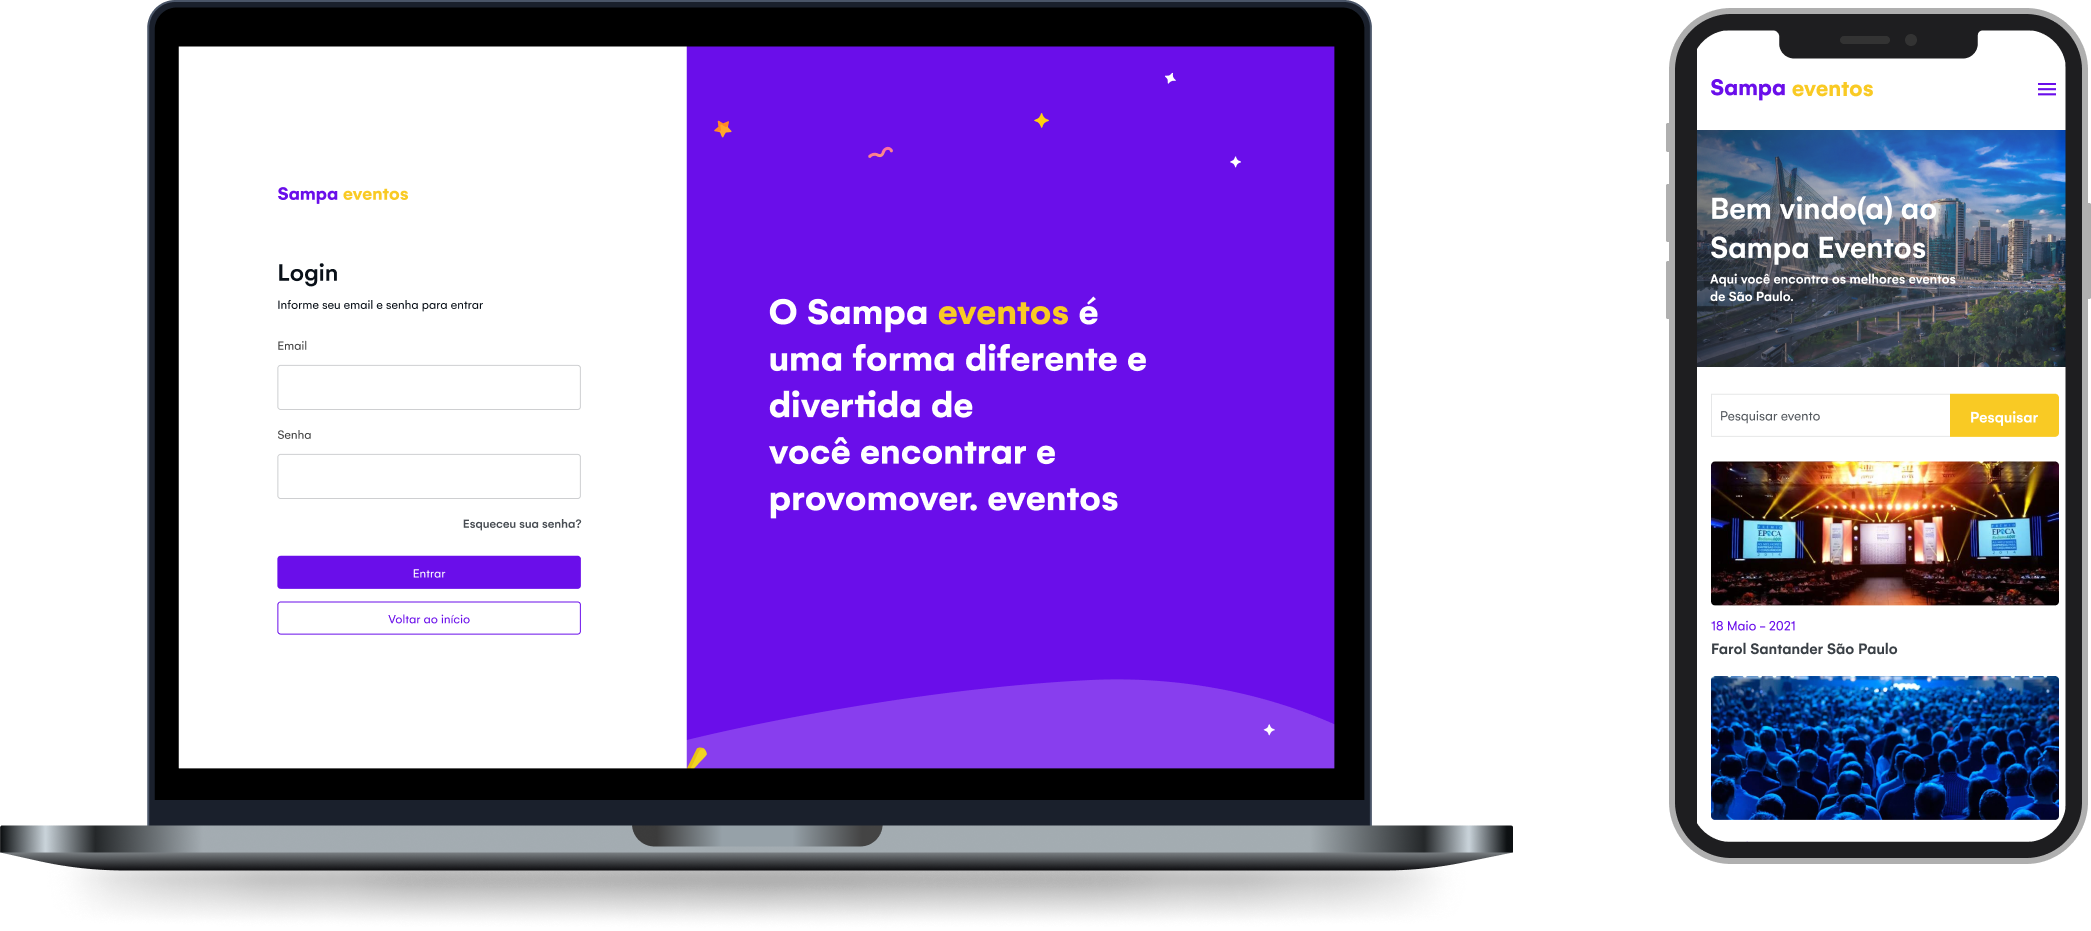 Sampa eventos
Login
Informe seu email e senha para entrar
Email
Senha
Esqueceu sua senha?
Entrar
Voltar ao início
O Sampa eventos é
uma forma diferente e
divertida de
você encontrar e
provomover. eventos
Sampa eventos
Bem vindo(a) ao
Sampa Eventos
Aqui você encontra os melhores eventos
de São Paulo.
Pesquisar evento
Pesquisar
18 Maio - 2021
Farol Santander São Paulo